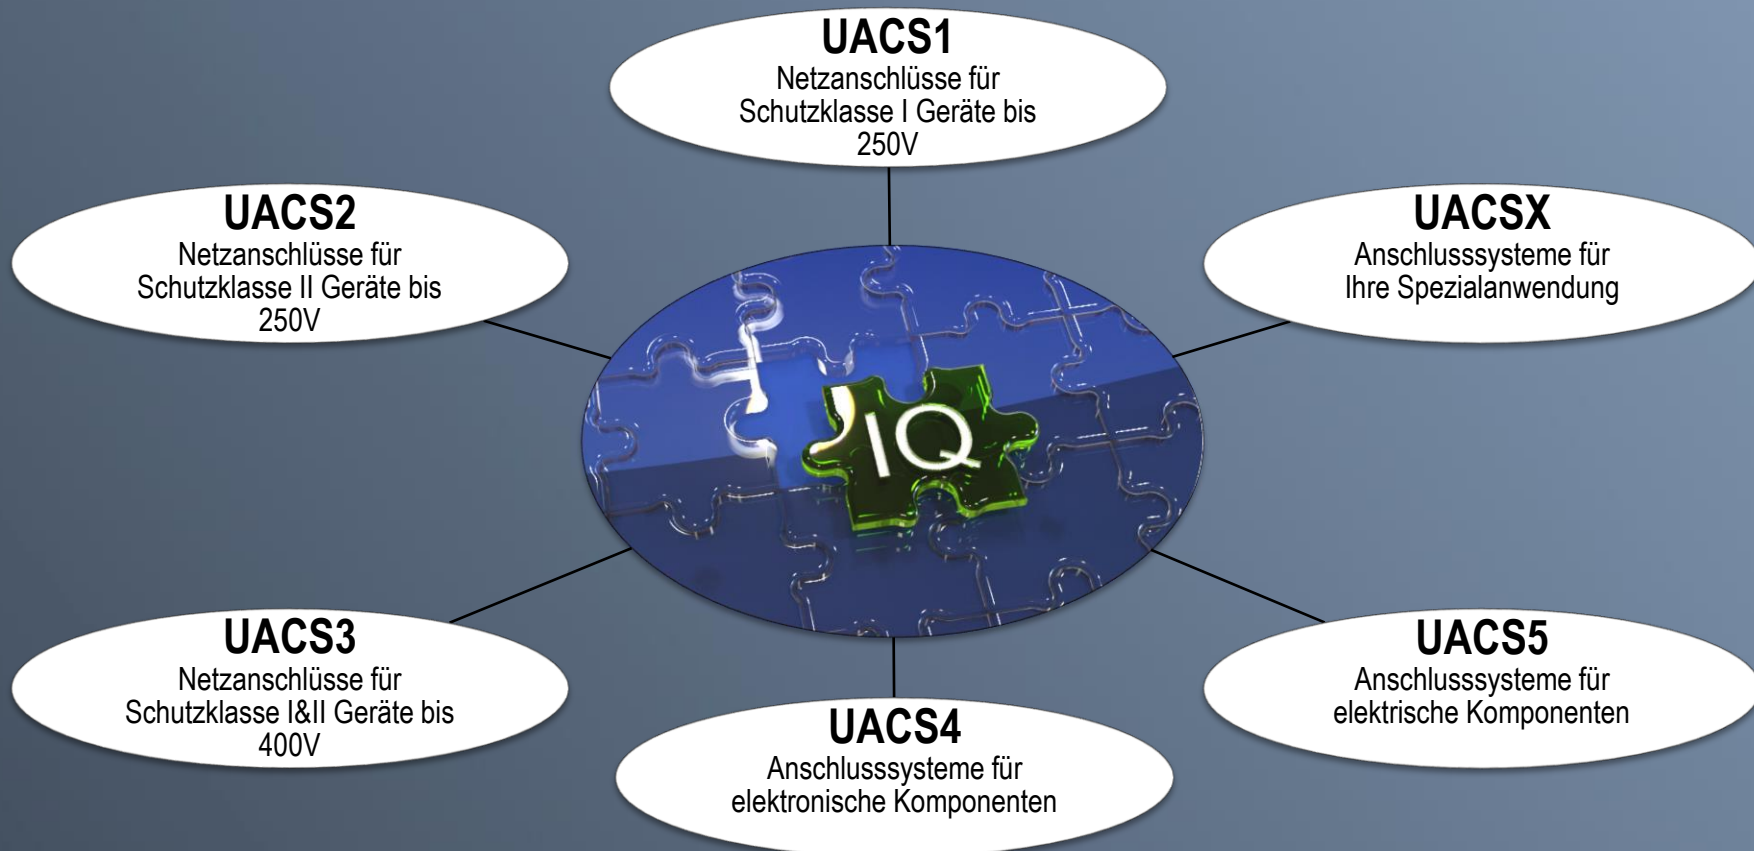 UACS1
Netzanschlüsse für
Schutzklasse I Geräte bis
250V
UACS2
Netzanschlüsse für
Schutzklasse II Geräte bis
250V
UACSX
Anschlusssysteme für
Ihre Spezialanwendung
IQ
UACS3
Netzanschlüsse für
Schutzklasse I&II Geräte bis
400V
UACS4
Anschlusssysteme für
elektronische Komponenten
UACS5
Anschlusssysteme für
elektrische Komponenten